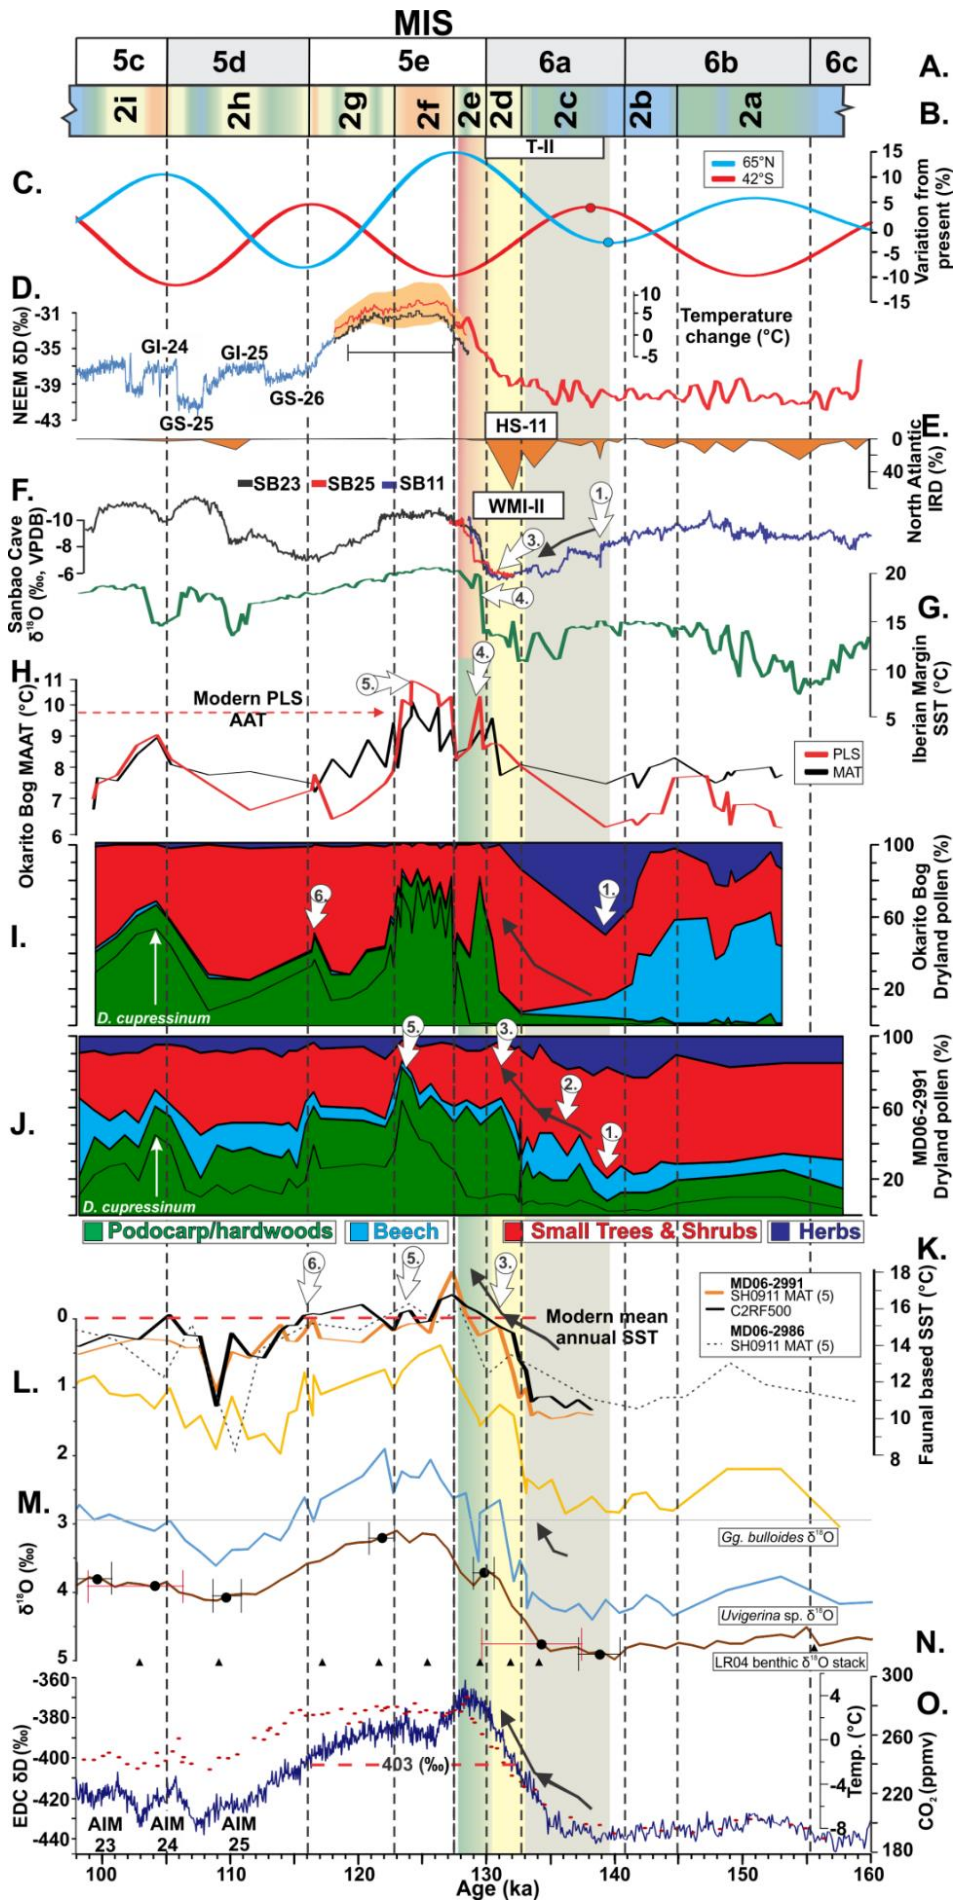 MIS
5c 5d 5e 6a 6b 6c A.
2i 2h 2g 2f 2e 2d 2c 2b 2a B.
T-II
C.
65°N
42°S
15
10
5
0
-5
-10
-15
Variation from
present (%)
D.
NEEM δD (‰)
-31
-35
-39
-43
GI-24
GI-25
GS-25
GS-26
10
5
0
-5
Temperature
change (°C)
HS-11
E.
0
40
60
North Atlantic
IRD (%)
F.
SB23 SB25 SB11
WMI-II
1.
3.
4.
Sanbao Cave
δ18O (‰, VPDB)
-10
-8
-6
G.
20
15
10
5
Iberian Margin
SST (°C)
H.
Okarito Bog MAAT (°C)
11
10
9
8
7
6
Modern PLS
AAT
5.
4.
PLS
MAT
I.
6.
1.
D. cupressinum
100
60
20
Okarito Bog
Dryland pollen (%)
J.
5.
3.
2.
1.
D. cupressinum
100
60
20
MD06-2991
Dryland pollen (%)
Podocarp/hardwoods Beech Small Trees & Shrubs Herbs
K.
6.
5.
3.
Modern mean
annual SST
MD06-2991
SH0911 MAT (5)
C2RF500
MD06-2986
SH0911 MAT (5)
18
16
14
12
10
8
Faunal based SST (°C)
L.
M.
0
1
2
3
4
5
δ18O (‰)
Gg. bulloides δ18O
Uvigerina sp. δ18O
N.
LR04 benthic δ18O stack
O.
EDC δD (‰)
-360
-380
-400
-420
-440
403 (‰)
AIM
23
AIM
24
AIM
25
4
0
-4
-8
Temp. (°C)
300
260
220
180
CO2 (ppmv)
100 110 120 130 140 150 160
Age (ka)